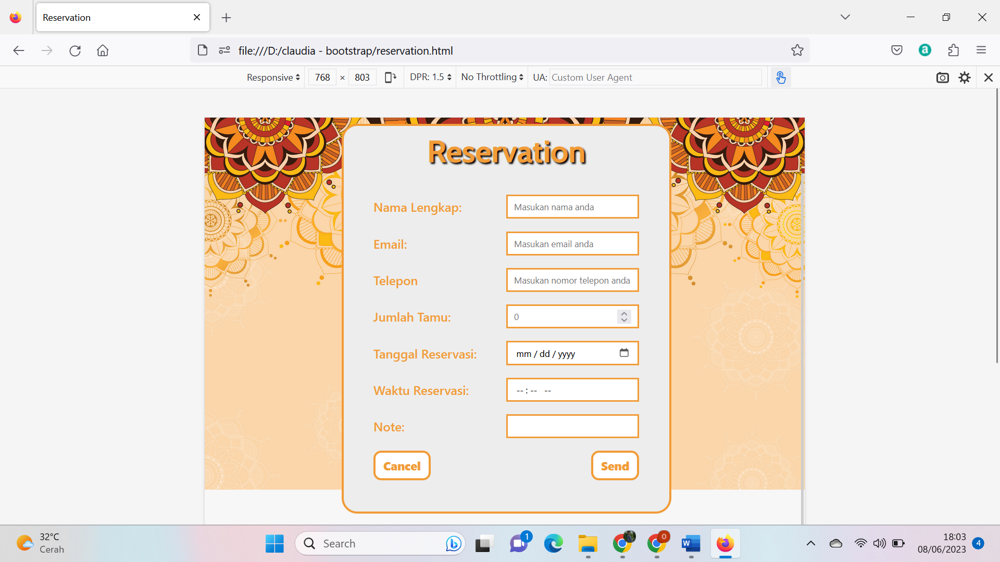 Reservation
file:///D:/claudia - bootstrap/reservation.html
Responsive 768 × 803 DPR: 1.5 No Throttling UA: Custom User Agent
Reservation
Nama Lengkap: Masukan nama anda
Email: Masukan email anda
Telepon Masukan nomor telepon anda
Jumlah Tamu: 0
Tanggal Reservasi: mm / dd / yyyy
Waktu Reservasi: -- : -- --
Note:
Cancel Send
32°C
Cerah
Search
1
0
W
18:03
08/06/2023
4